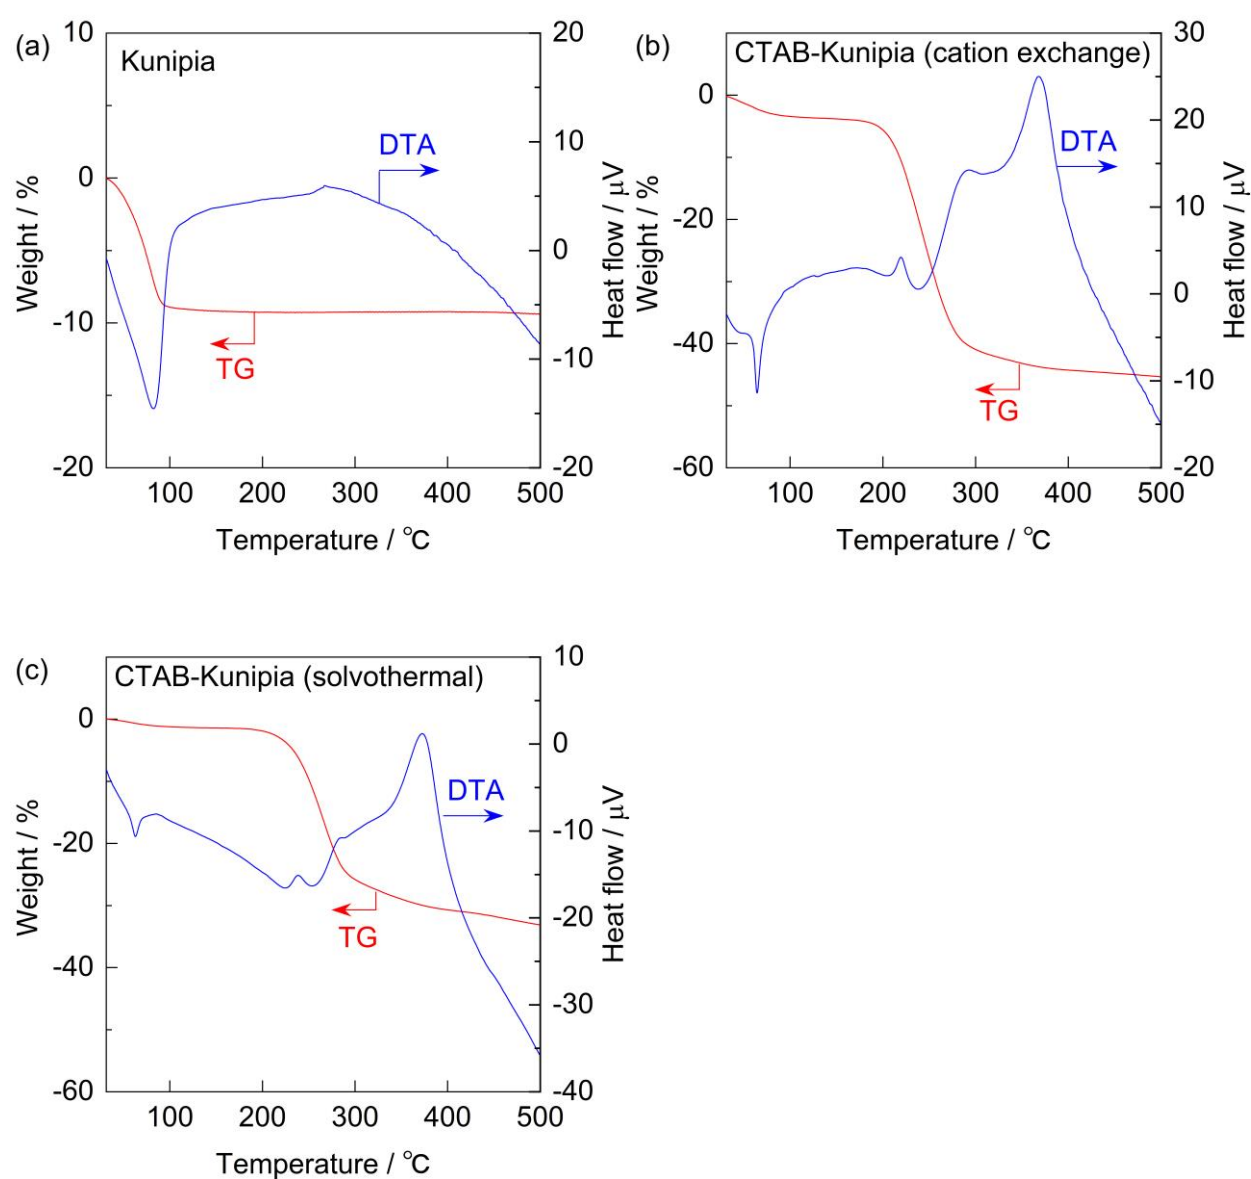 (a)
Kunipia
10
0
-10
-20
Weight / %
20
10
0
-10
-20
Heat flow / μV
DTA
TG
100 200 300 400 500
Temperature / ℃
(b)
CTAB-Kunipia (cation exchange)
0
-20
-40
-60
Weight / %
30
20
10
0
-10
-20
Heat flow / μV
DTA
TG
100 200 300 400 500
Temperature / ℃
(c)
CTAB-Kunipia (solvothermal)
0
-20
-40
-60
Weight / %
10
0
-10
-20
-30
-40
Heat flow / μV
DTA
TG
100 200 300 400 500
Temperature / ℃